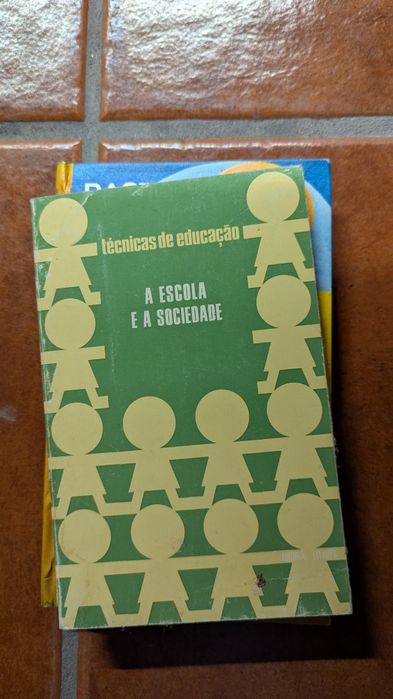 técnicas de educação
A ESCOLA
E A SOCIEDADE